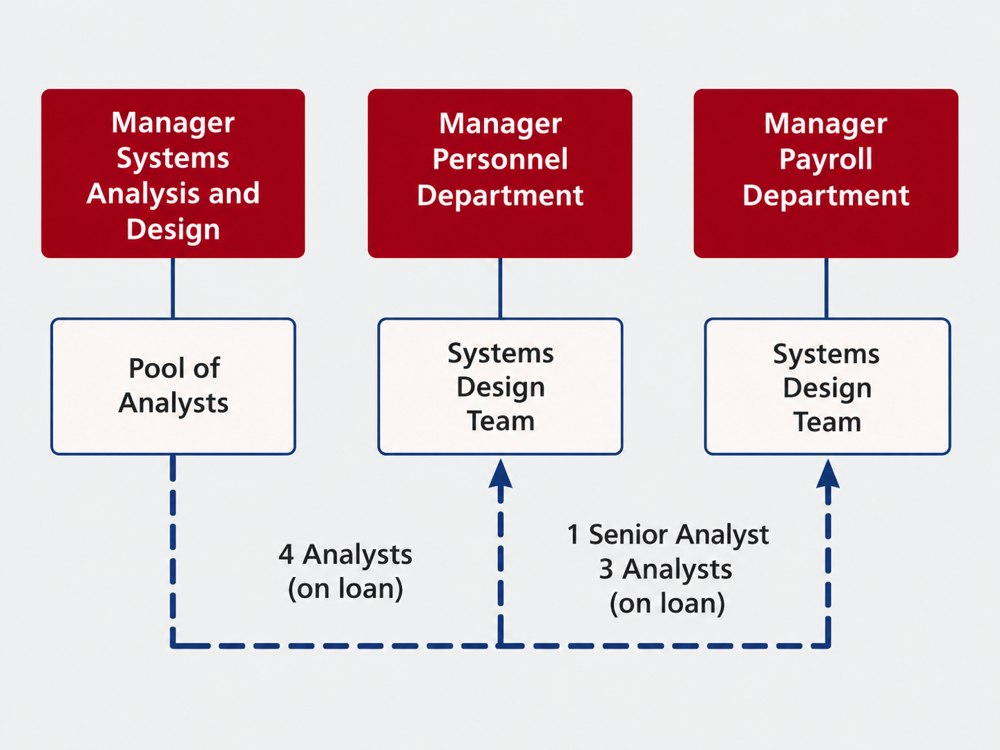 Manager
Systems
Analysis and
Design
Manager
Personnel
Department
Manager
Payroll
Department
Pool of
Analysts
Systems
Design
Team
Systems
Design
Team
4 Analysts
(on loan)
1 Senior Analyst
3 Analysts
(on loan)